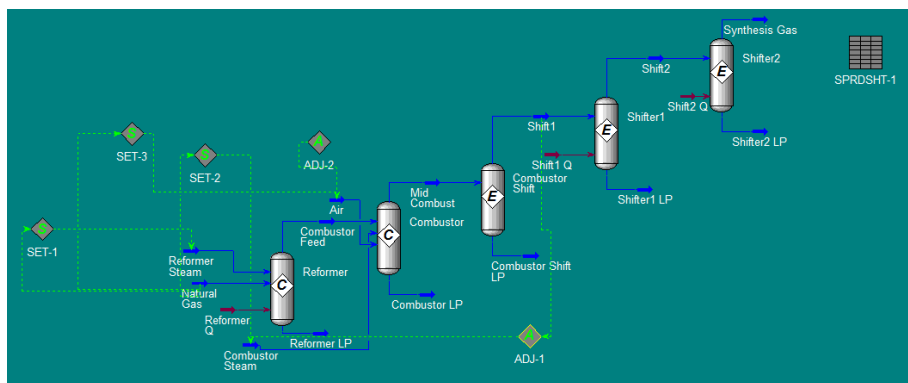 Synthesis Gas
Shifter2
E
Shift2
SPRDSHT-1
Shift2 Q
Shifter2 LP
Shift1
Shifter1
E
S
SET-3
S
SET-2
A
ADJ-2
Shift1 Q
Combustor
Shift
E
Shifter1 LP
Mid
Combust
Air
Combustor
Feed
Combustor
C
S
SET-1
Reformer
Steam
Reformer
C
Combustor Shift
LP
Natural
Gas
Combustor LP
Reformer
Q
Reformer LP
Combustor
Steam
A
ADJ-1